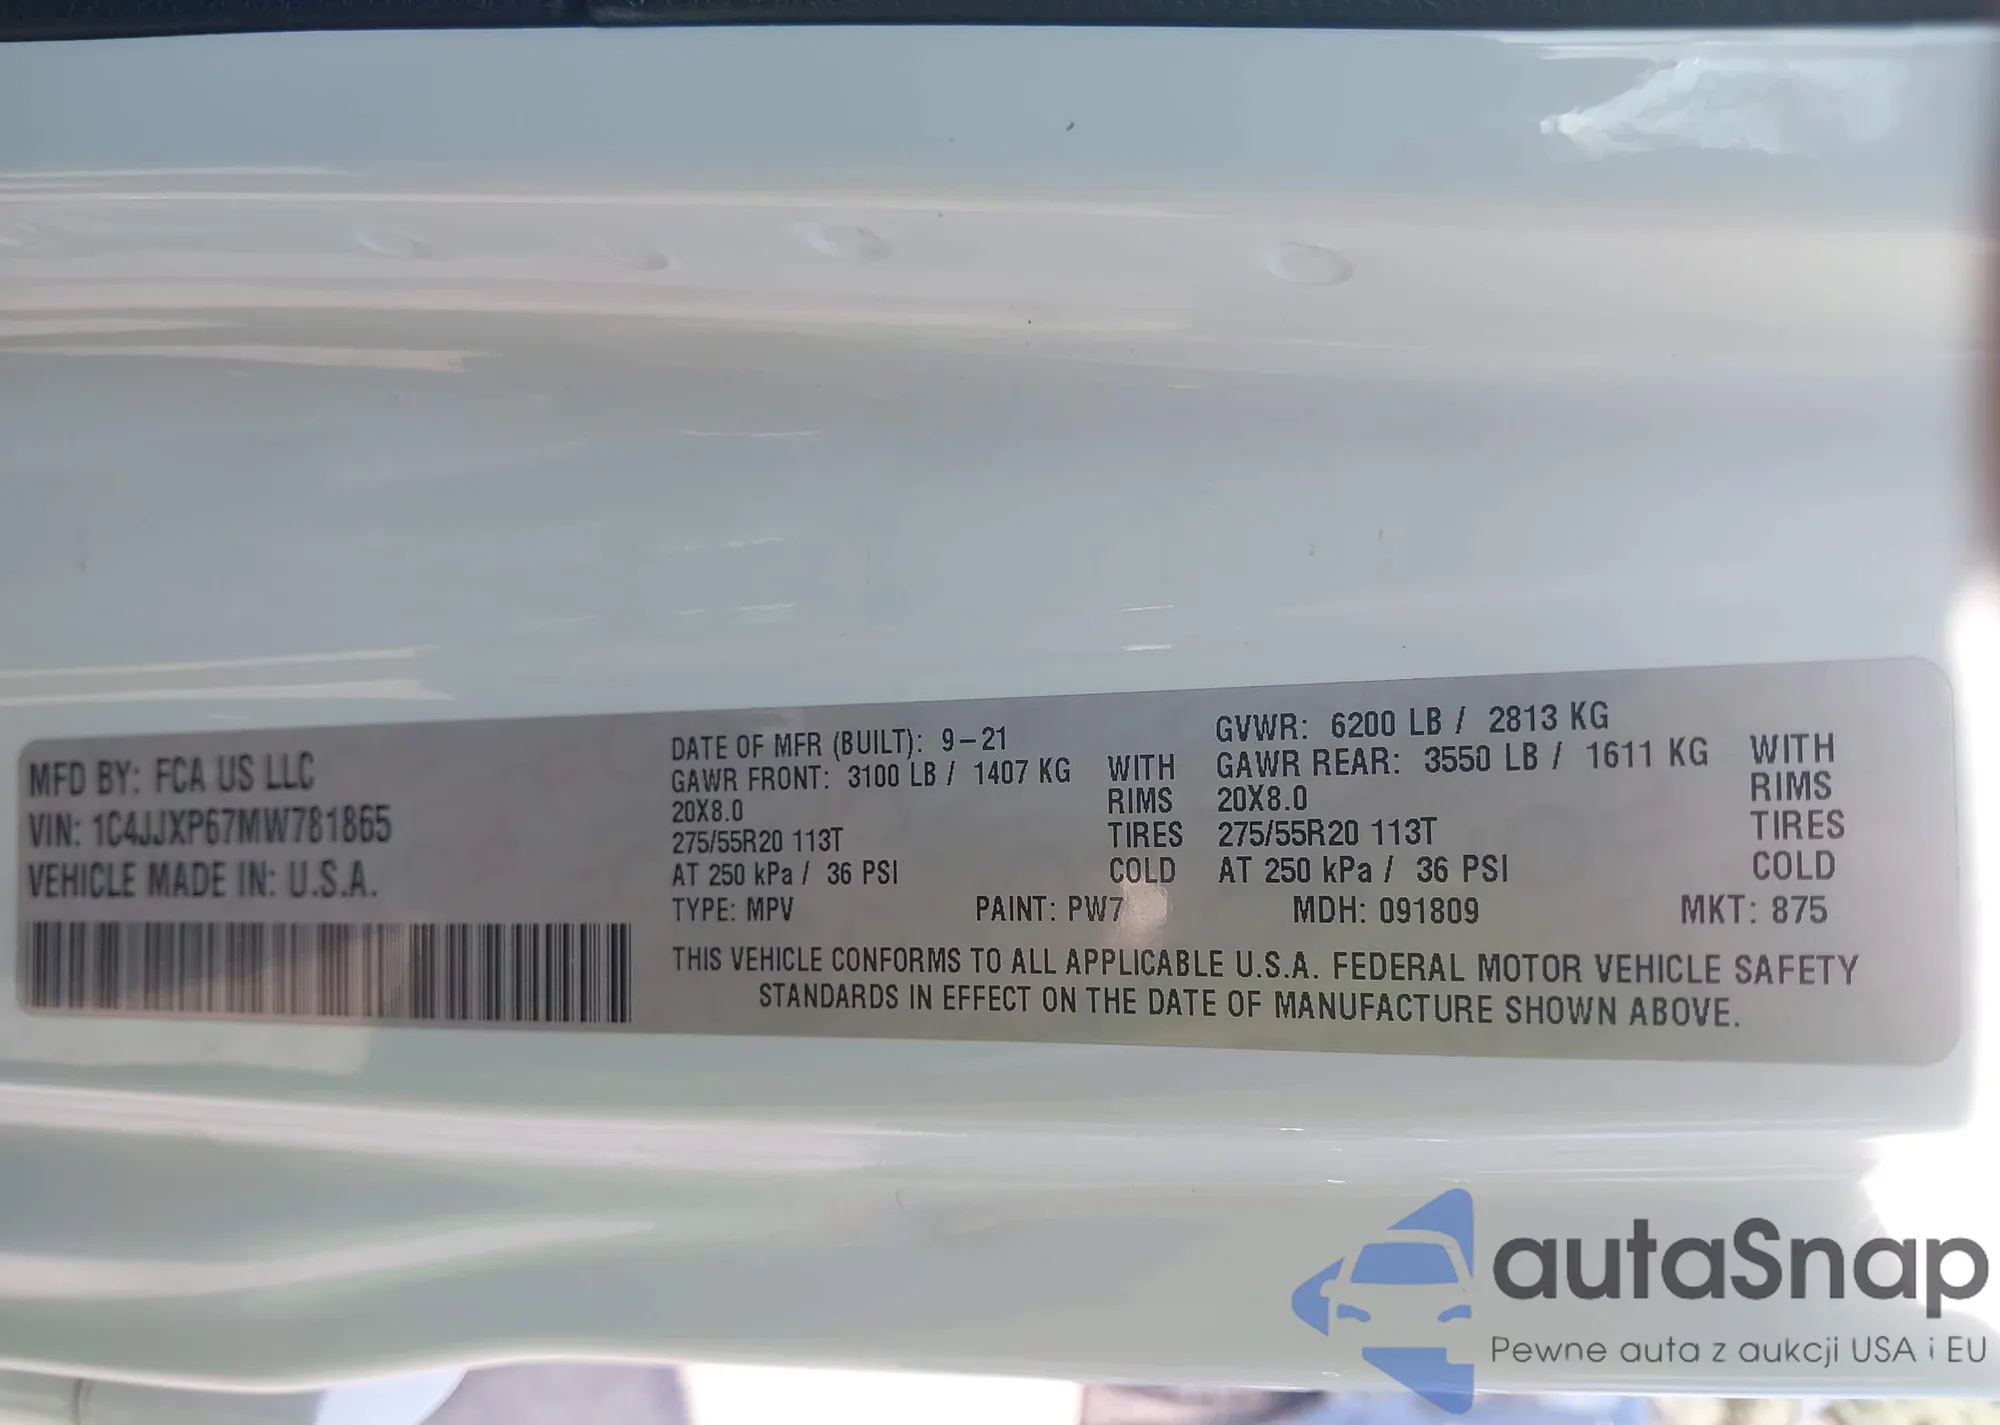 MFD BY: FCA US LLC
VIN: 1C4JJXP67MW781865
VEHICLE MADE IN: U.S.A.
DATE OF MFR (BUILT): 9-21
GAWR FRONT: 3100 LB / 1407 KG WITH
20X8.0 RIMS
275/55R20 113T TIRES
AT 250 kPa / 36 PSI COLD
GVWR: 6200 LB / 2813 KG
GAWR REAR: 3550 LB / 1611 KG WITH
20X8.0 RIMS
275/55R20 113T TIRES
AT 250 kPa / 36 PSI COLD
TYPE: MPV PAINT: PW7 MDH: 091809 MKT: 875
THIS VEHICLE CONFORMS TO ALL APPLICABLE U.S.A. FEDERAL MOTOR VEHICLE SAFETY
STANDARDS IN EFFECT ON THE DATE OF MANUFACTURE SHOWN ABOVE.
autaSnap
Pewne auta z aukcji USA i EU